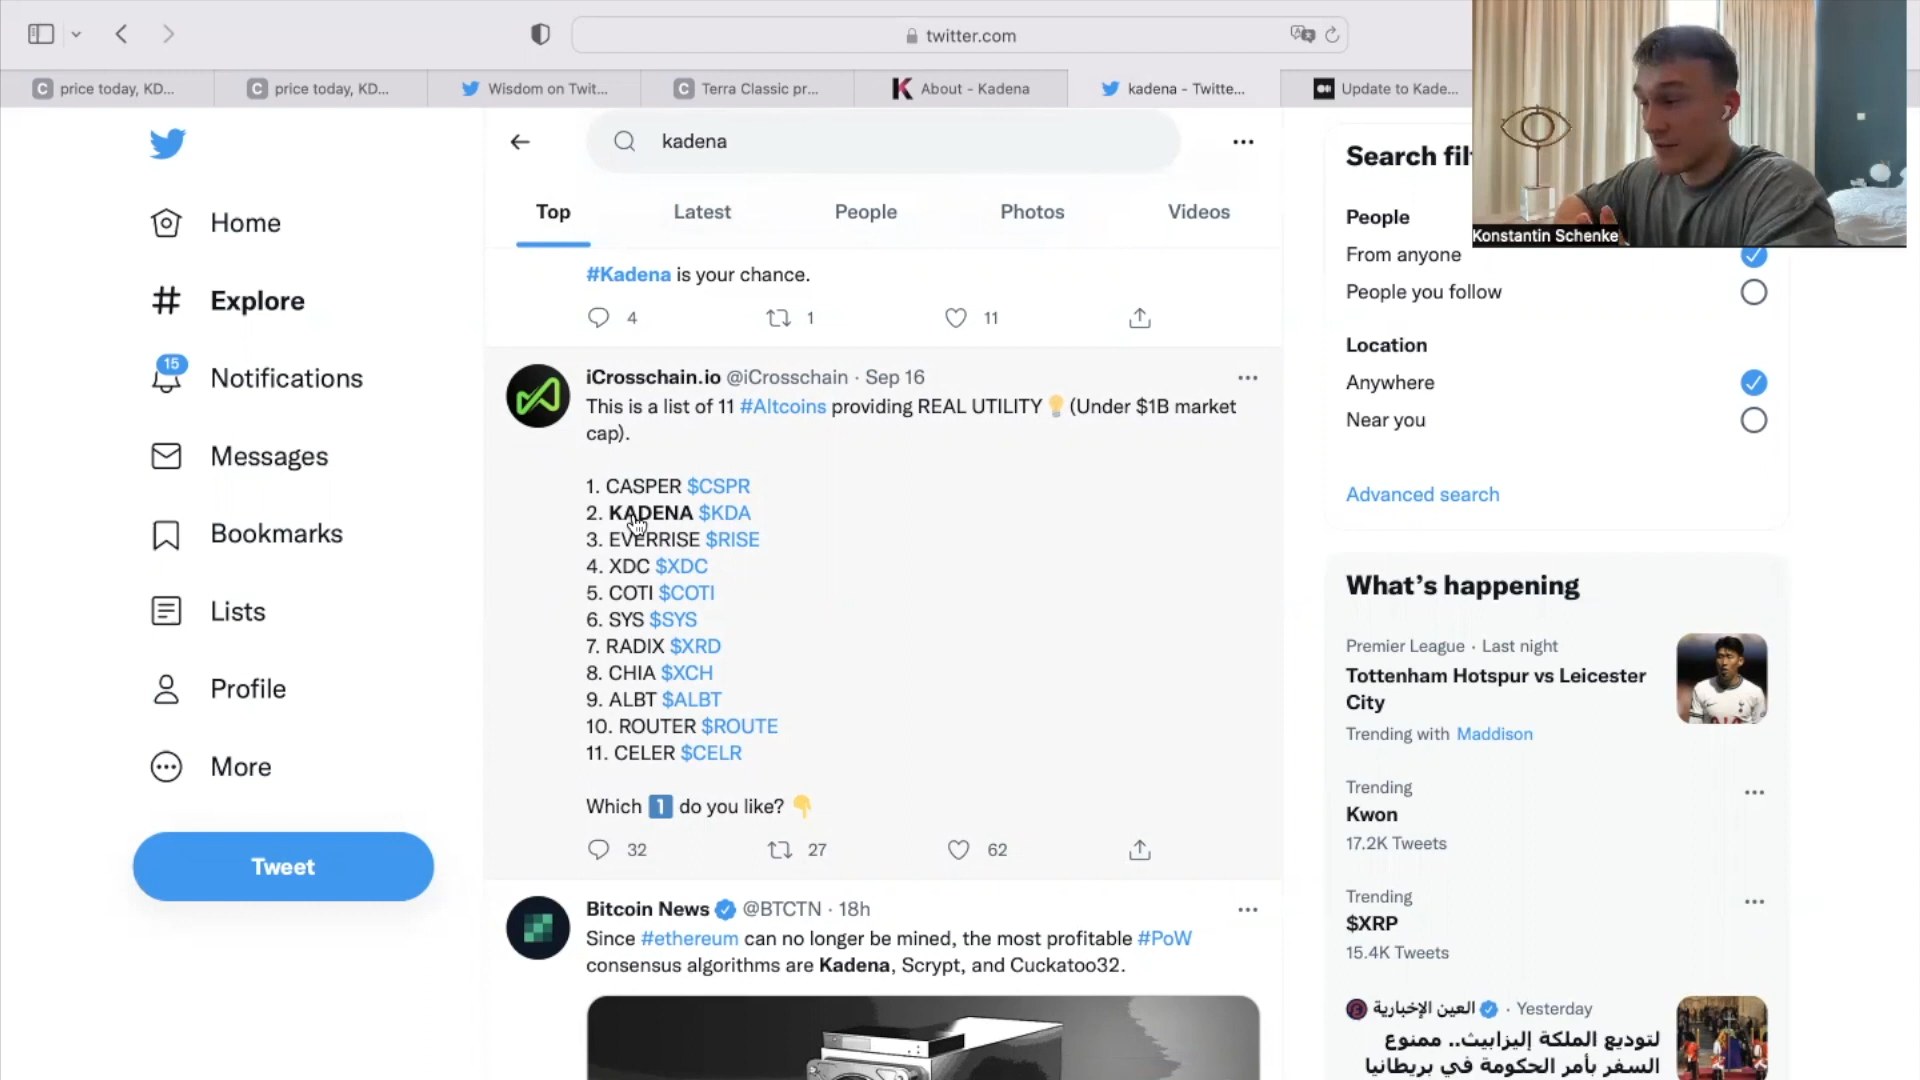 twitter.com
price today, KD...
price today, KD...
Wisdom on Twit...
Terra Classic pr...
About - Kadena
kadena - Twitte...
Update to Kade...
Konstantin Schenke
Home
Explore
15
Notifications
Messages
Bookmarks
Lists
Profile
More
Tweet
kadena
Top
Latest
People
Photos
Videos
#Kadena is your chance.
4
1
11
iCrosschain.io @iCrosschain · Sep 16
This is a list of 11 #Altcoins providing REAL UTILITY 💡 (Under $1B market
cap).
1. CASPER $CSPR
2. KADENA $KDA
3. EVERRISE $RISE
4. XDC $XDC
5. COTI $COTI
6. SYS $SYS
7. RADIX $XRD
8. CHIA $XCH
9. ALBT $ALBT
10. ROUTER $ROUTE
11. CELER $CELR
Which 1️⃣ do you like? 👇
32
27
62
Bitcoin News @BTCTN · 18h
Since #ethereum can no longer be mined, the most profitable #PoW
consensus algorithms are Kadena, Scrypt, and Cuckatoo32.
People
From anyone
People you follow
Location
Anywhere
Near you
Advanced search
What's happening
Premier League · Last night
Tottenham Hotspur vs Leicester
City
Trending with Maddison
Trending
Kwon
17.2K Tweets
Trending
$XRP
15.4K Tweets
العين الإخبارية · Yesterday
لتوديع الملكة إليزابيث.. ممنوع
السفر بأمر الحكومة في بريطانيا